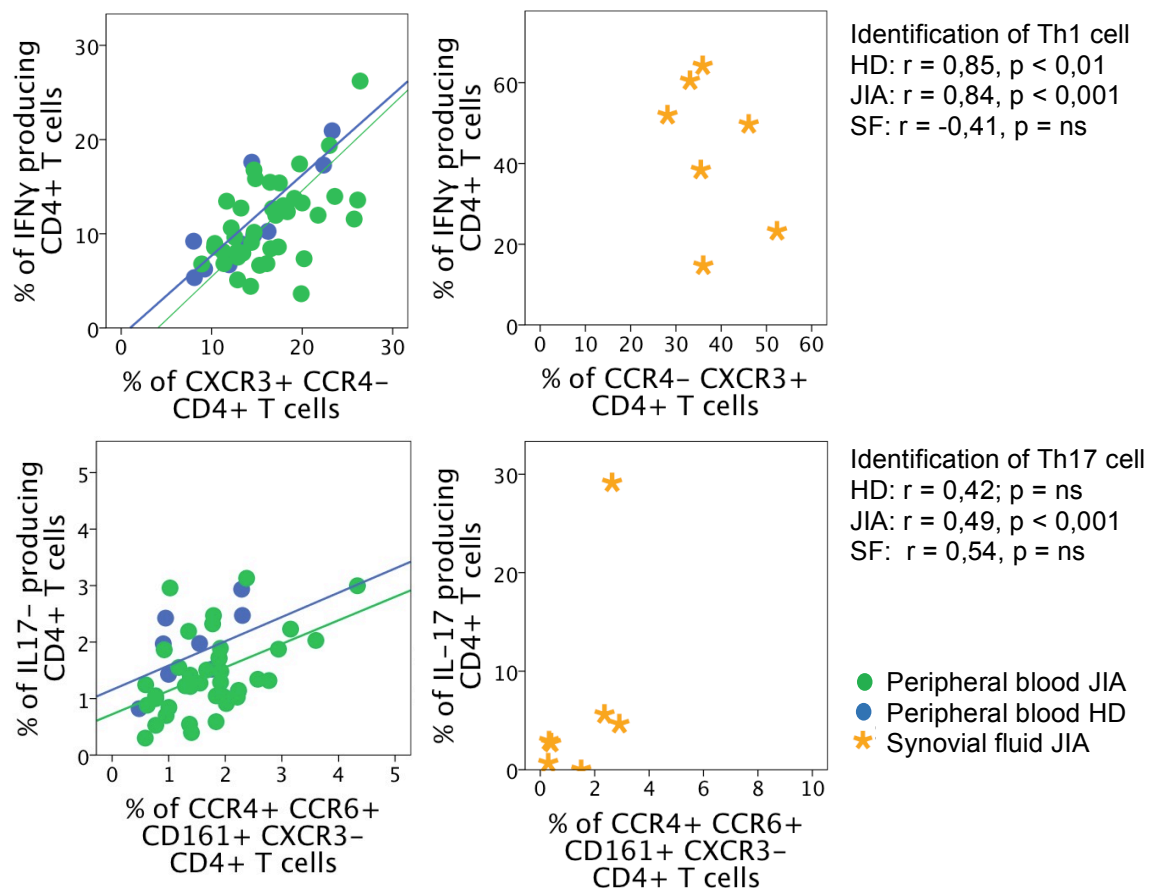 % of IFNγ producing
CD4+ T cells
30
20
10
0
0 10 20 30
% of CXCR3+ CCR4−
CD4+ T cells
% of IFNγ producing
CD4+ T cells
60
40
20
0
0 10 20 30 40 50 60
% of CCR4− CXCR3+
CD4+ T cells
Identification of Th1 cell
HD: r = 0,85, p < 0,01
JIA: r = 0,84, p < 0,001
SF: r = -0,41, p = ns
% of IL17− producing
CD4+ T cells
5
4
3
2
1
0
0 1 2 3 4 5
% of CCR4+ CCR6+
CD161+ CXCR3−
CD4+ T cells
% of IL−17 producing
CD4+ T cells
30
20
10
0
0 2 4 6 8 10
% of CCR4+ CCR6+
CD161+ CXCR3−
CD4+ T cells
Identification of Th17 cell
HD: r = 0,42; p = ns
JIA: r = 0,49, p < 0,001
SF: r = 0,54, p = ns
Peripheral blood JIA
Peripheral blood HD
Synovial fluid JIA